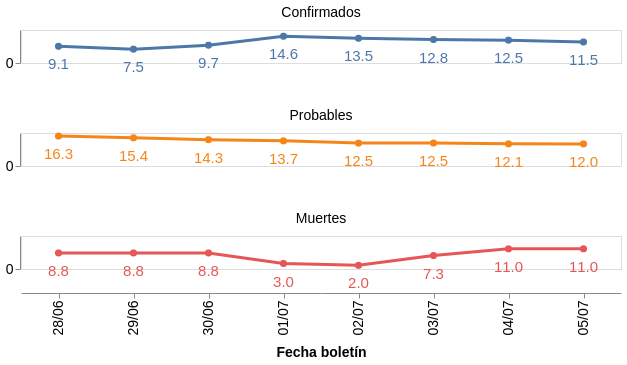 Confirmados
0
9.1 7.5 9.7 14.6 13.5 12.8 12.5 11.5
Probables
0
16.3 15.4 14.3 13.7 12.5 12.5 12.1 12.0
Muertes
0
8.8 8.8 8.8 3.0 2.0 7.3 11.0 11.0
28/06 29/06 30/06 01/07 02/07 03/07 04/07 05/07
Fecha boletín